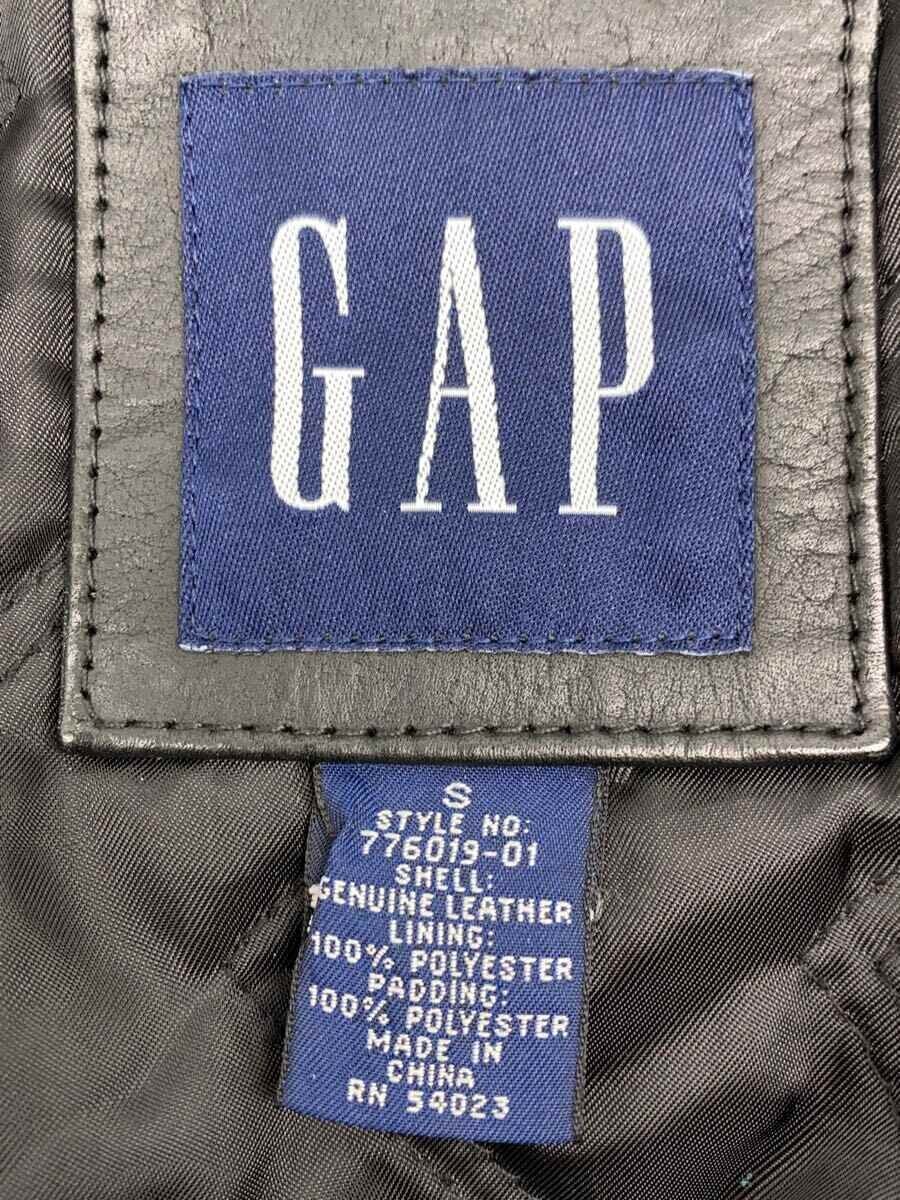 GAP
S
STYLE NO:
776019-01
SHELL:
GENUINE LEATHER
LINING:
100% POLYESTER
PADDING:
100% POLYESTER
MADE IN
CHINA
RN 54023